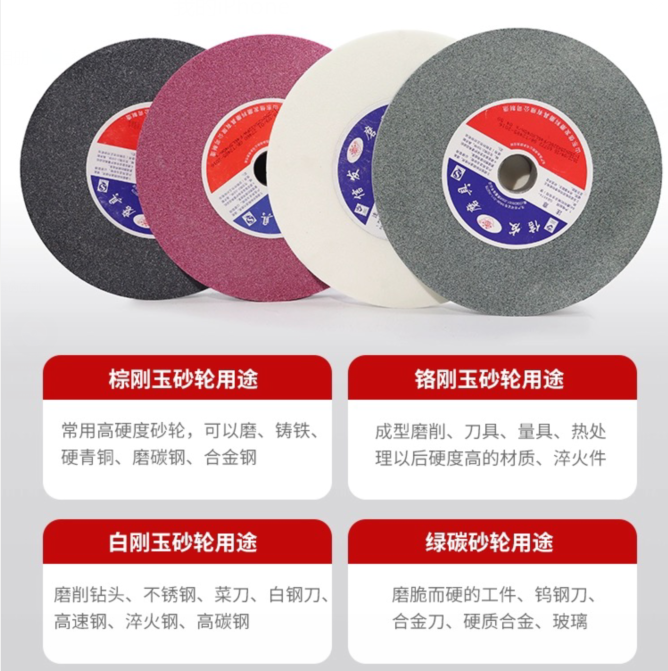 信发
信发
棕刚玉砂轮用途
铬刚玉砂轮用途
常用高硬度砂轮，可以磨、铸铁、
硬青铜、磨碳钢、合金钢
成型磨削、刀具、量具、热处
理以后硬度高的材质、淬火件
白刚玉砂轮用途
绿碳砂轮用途
磨削钻头、不锈钢、菜刀、白钢刀、
高速钢、淬火钢、高碳钢
磨脆而硬的工件、钨钢刀、
合金刀、硬质合金、玻璃